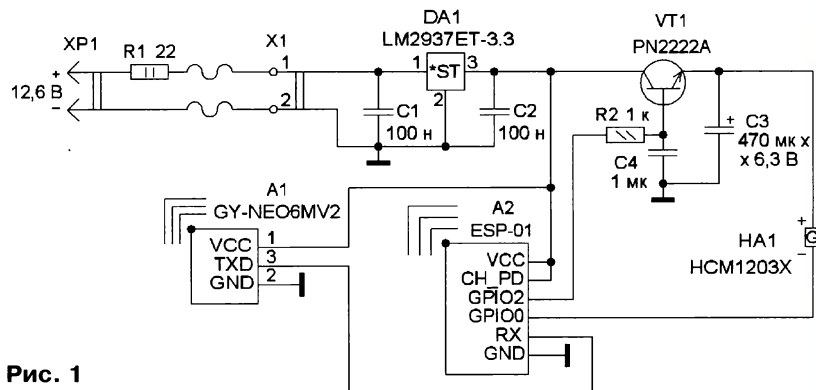 DA1
LM2937ET-3.3
VT1
PN2222A
XP1
R1 22
X1
+
12,6 В
−
1
2
1
*ST
3
2
C1
100 н
C2
100 н
R2 1 к
C4
1 мк
+
C3
470 мк х
х 6,3 В
A1
GY-NEO6MV2
VCC
1
TXD
3
GND
2
A2
ESP-01
VCC
CH_PD
GPIO2
GPIO0
RX
GND
+
G
−
HA1
HCM1203X
Рис. 1